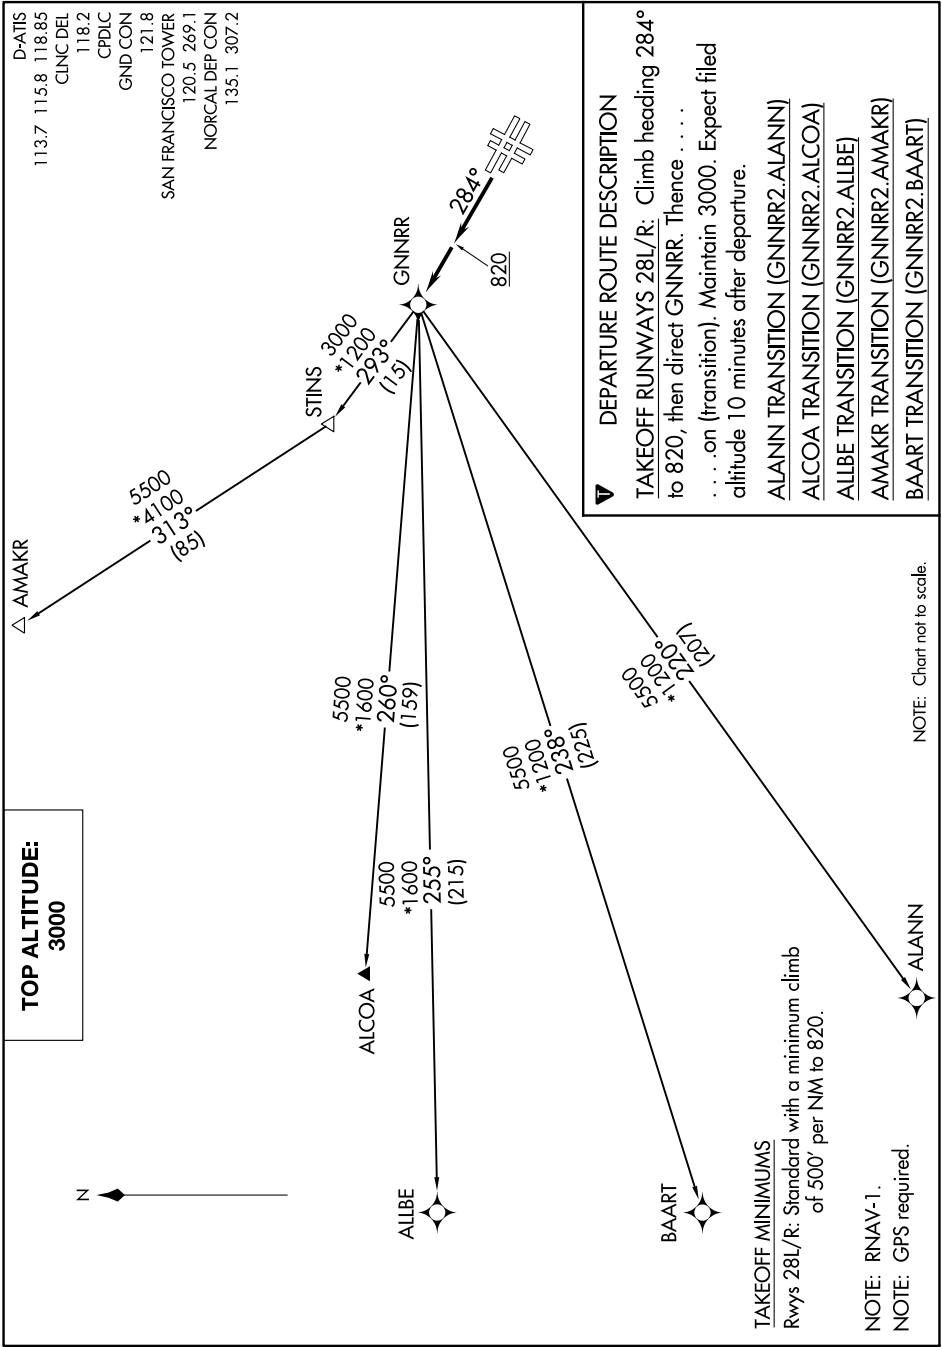 TOP ALTITUDE:
3000
D-ATIS
113.7 115.8 118.85
CLNC DEL
118.2
CPDLC
GND CON
121.8
SAN FRANCISCO TOWER
120.5 269.1
NORCAL DEP CON
135.1 307.2
N
AMAKR
5500
*4100
313°
(85)
STINS
3000
*1200
293°
(15)
GNNRR
284°
820
ALCOA
5500
*1600
260°
(159)
ALLBE
5500
*1600
255°
(215)
BAART
5500
*1200
238°
(225)
ALANN
5500
*1200
220°
(207)
TAKEOFF MINIMUMS
Rwys 28L/R: Standard with a minimum climb
of 500' per NM to 820.
NOTE: RNAV-1.
NOTE: GPS required.
NOTE: Chart not to scale.
T
DEPARTURE ROUTE DESCRIPTION
TAKEOFF RUNWAYS 28L/R: Climb heading 284°
to 820, then direct GNNRR. Thence . . . .
. . . .on (transition). Maintain 3000. Expect filed
altitude 10 minutes after departure.
ALANN TRANSITION (GNNRR2.ALANN)
ALCOA TRANSITION (GNNRR2.ALCOA)
ALLBE TRANSITION (GNNRR2.ALLBE)
AMAKR TRANSITION (GNNRR2.AMAKR)
BAART TRANSITION (GNNRR2.BAART)